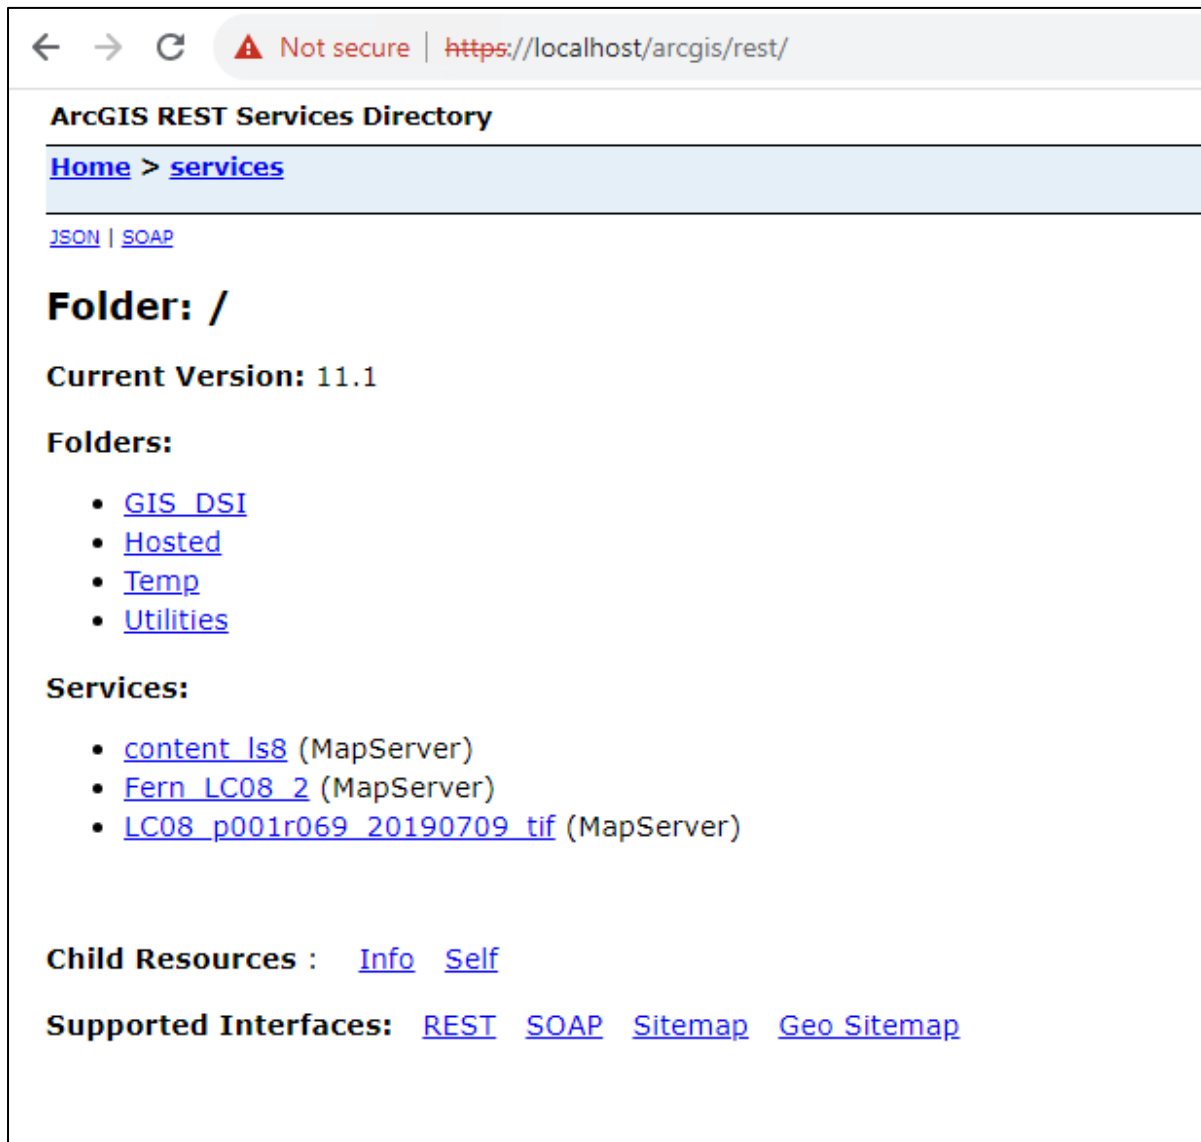 Not secure | https://localhost/arcgis/rest/
ArcGIS REST Services Directory
Home > services
JSON | SOAP
Folder: /
Current Version: 11.1
Folders:
• GIS_DSI
• Hosted
• Temp
• Utilities
Services:
• content_ls8 (MapServer)
• Fern_LC08_2 (MapServer)
• LC08_p001r069_20190709_tif (MapServer)
Child Resources : Info Self
Supported Interfaces: REST SOAP Sitemap Geo Sitemap